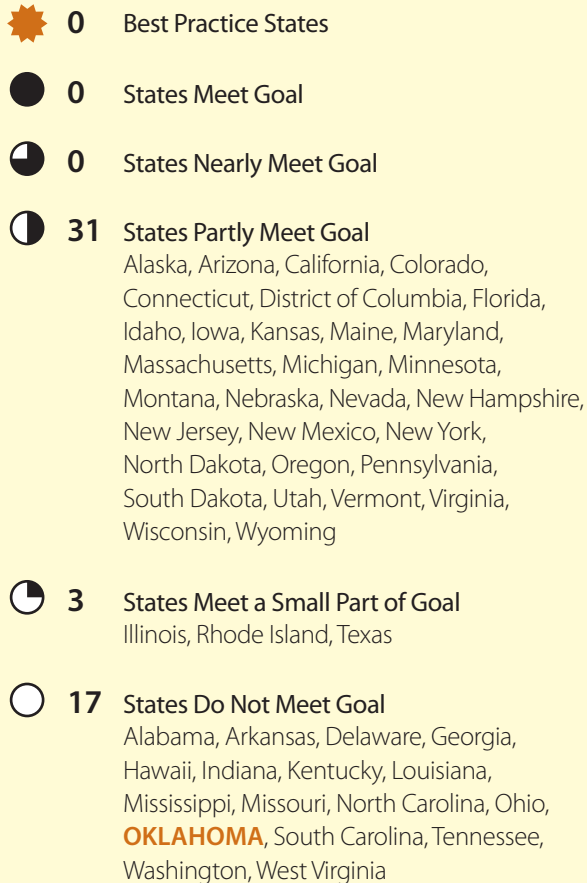 0 Best Practice States
0 States Meet Goal
0 States Nearly Meet Goal
31 States Partly Meet Goal
Alaska, Arizona, California, Colorado,
Connecticut, District of Columbia, Florida,
Idaho, Iowa, Kansas, Maine, Maryland,
Massachusetts, Michigan, Minnesota,
Montana, Nebraska, Nevada, New Hampshire,
New Jersey, New Mexico, New York,
North Dakota, Oregon, Pennsylvania,
South Dakota, Utah, Vermont, Virginia,
Wisconsin, Wyoming
3 States Meet a Small Part of Goal
Illinois, Rhode Island, Texas
17 States Do Not Meet Goal
Alabama, Arkansas, Delaware, Georgia,
Hawaii, Indiana, Kentucky, Louisiana,
Mississippi, Missouri, North Carolina, Ohio,
OKLAHOMA, South Carolina, Tennessee,
Washington, West Virginia